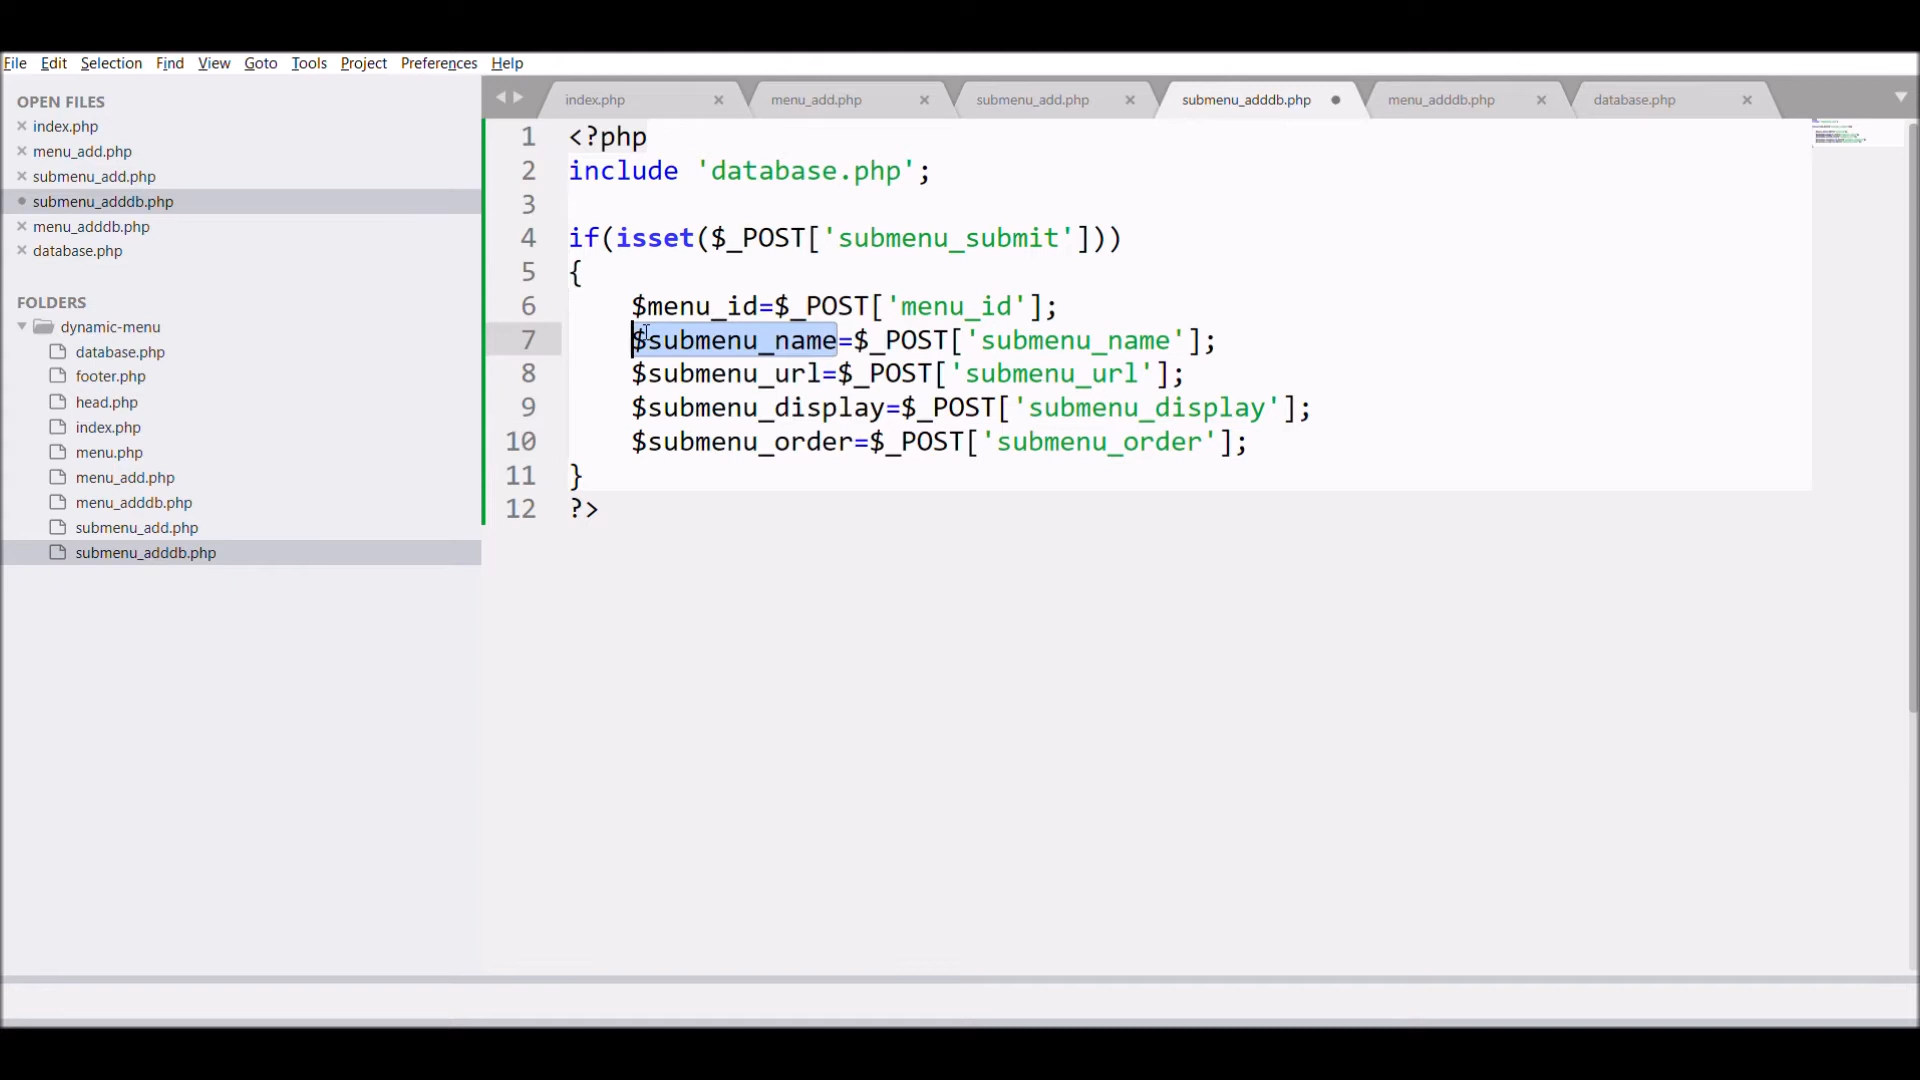 File Edit Selection Find View Goto Tools Project Preferences Help
OPEN FILES
index.php
menu_add.php
submenu_add.php
submenu_adddb.php
menu_adddb.php
database.php
FOLDERS
dynamic-menu
database.php
footer.php
head.php
index.php
menu.php
menu_add.php
menu_adddb.php
submenu_add.php
submenu_adddb.php
index.php menu_add.php submenu_add.php submenu_adddb.php menu_adddb.php database.php
1 <?php
2 include 'database.php';
3
4 if(isset($_POST['submenu_submit']))
5 {
6 $menu_id=$_POST['menu_id'];
7 $submenu_name=$_POST['submenu_name'];
8 $submenu_url=$_POST['submenu_url'];
9 $submenu_display=$_POST['submenu_display'];
10 $submenu_order=$_POST['submenu_order'];
11 }
12 ?>